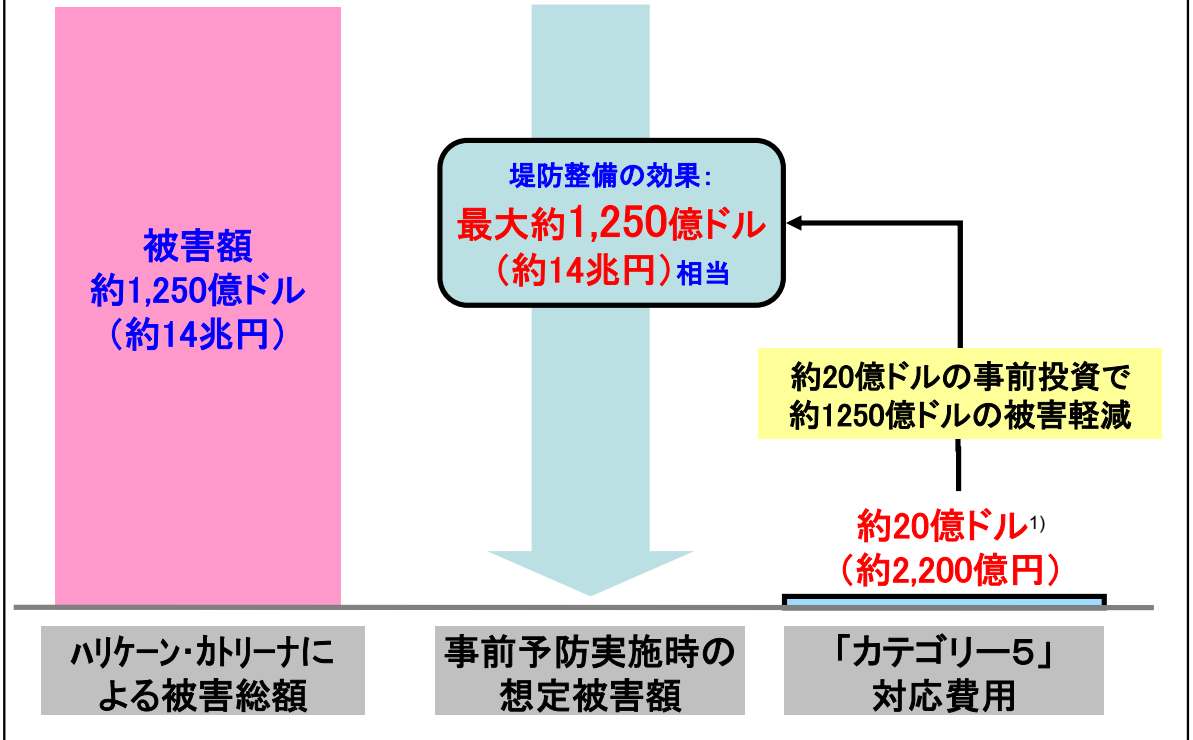 被害額
約1,250億ドル
（約14兆円）
堤防整備の効果：
最大約1,250億ドル
（約14兆円）相当
約20億ドルの事前投資で
約1250億ドルの被害軽減
約20億ドル1)
（約2,200億円）
ハリケーン・カトリーナに
よる被害総額
事前予防実施時の
想定被害額
「カテゴリー５」
対応費用